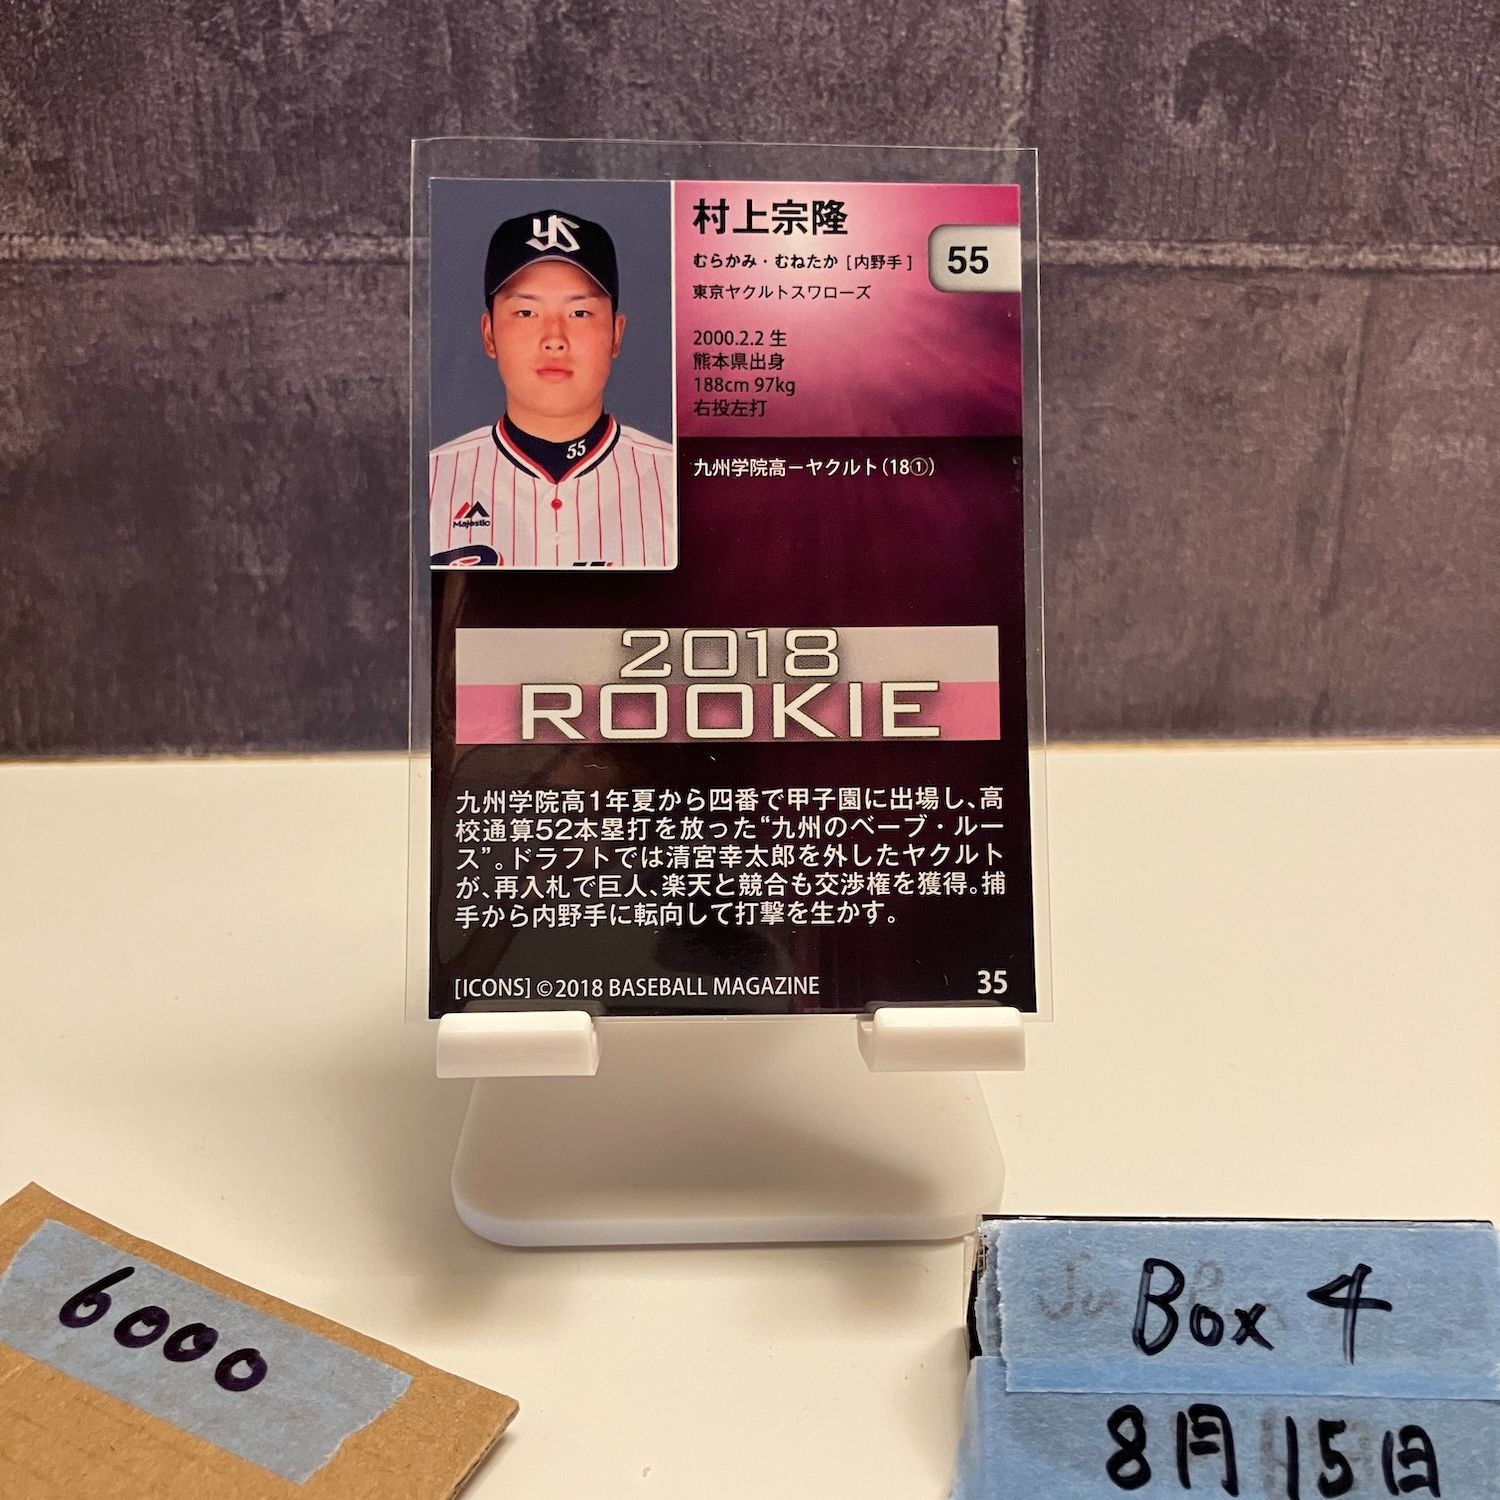 YS
村上宗隆
むらかみ・むねたか [内野手]
55
東京ヤクルトスワローズ
2000.2.2 生
熊本県出身
188cm 97kg
右投左打
55
Majestic
九州学院高－ヤクルト(18①)
2018
ROOKIE
九州学院高1年夏から四番で甲子園に出場し、高
校通算52本塁打を放った“九州のベーブ・ルー
ス”。ドラフトでは清宮幸太郎を外したヤクルト
が、再入札で巨人、楽天と競合も交渉権を獲得。捕
手から内野手に転向して打撃を生かす。
[ICONS] ©2018 BASEBALL MAGAZINE
35
6000
Box 4
8月15日